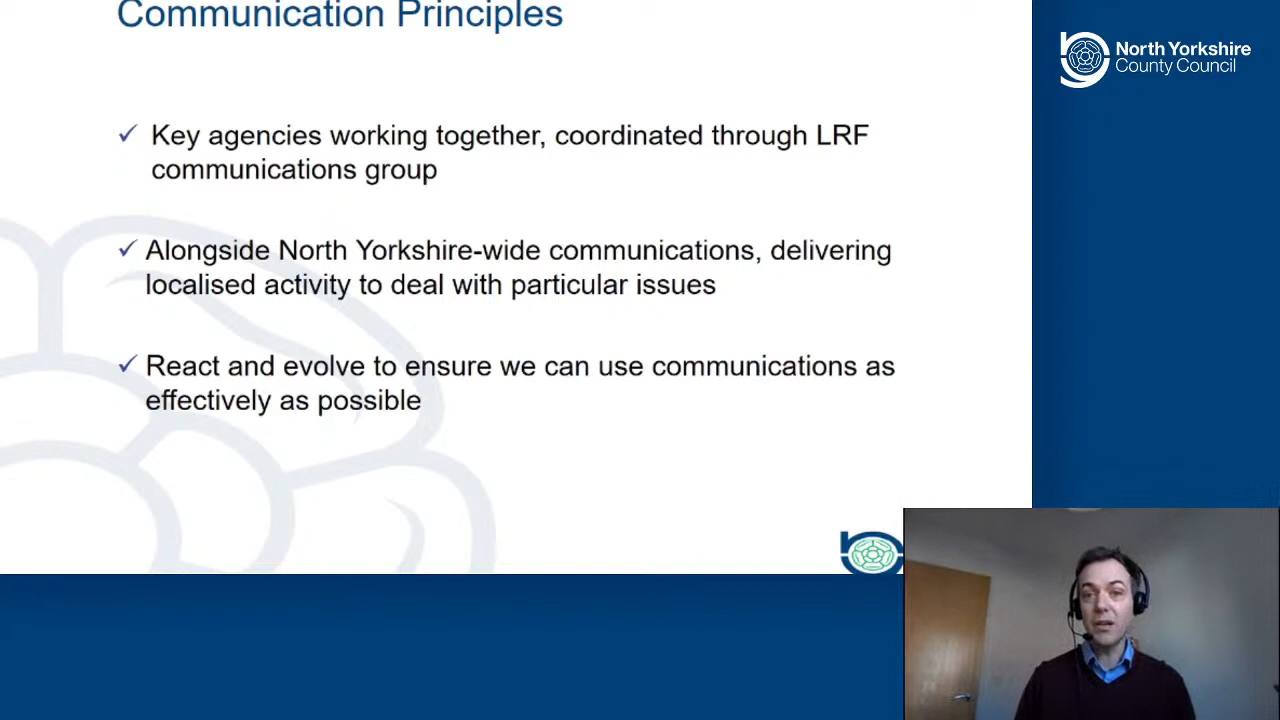 Communication Principles
North Yorkshire
County Council
Key agencies working together, coordinated through LRF
communications group
Alongside North Yorkshire-wide communications, delivering
localised activity to deal with particular issues
React and evolve to ensure we can use communications as
effectively as possible